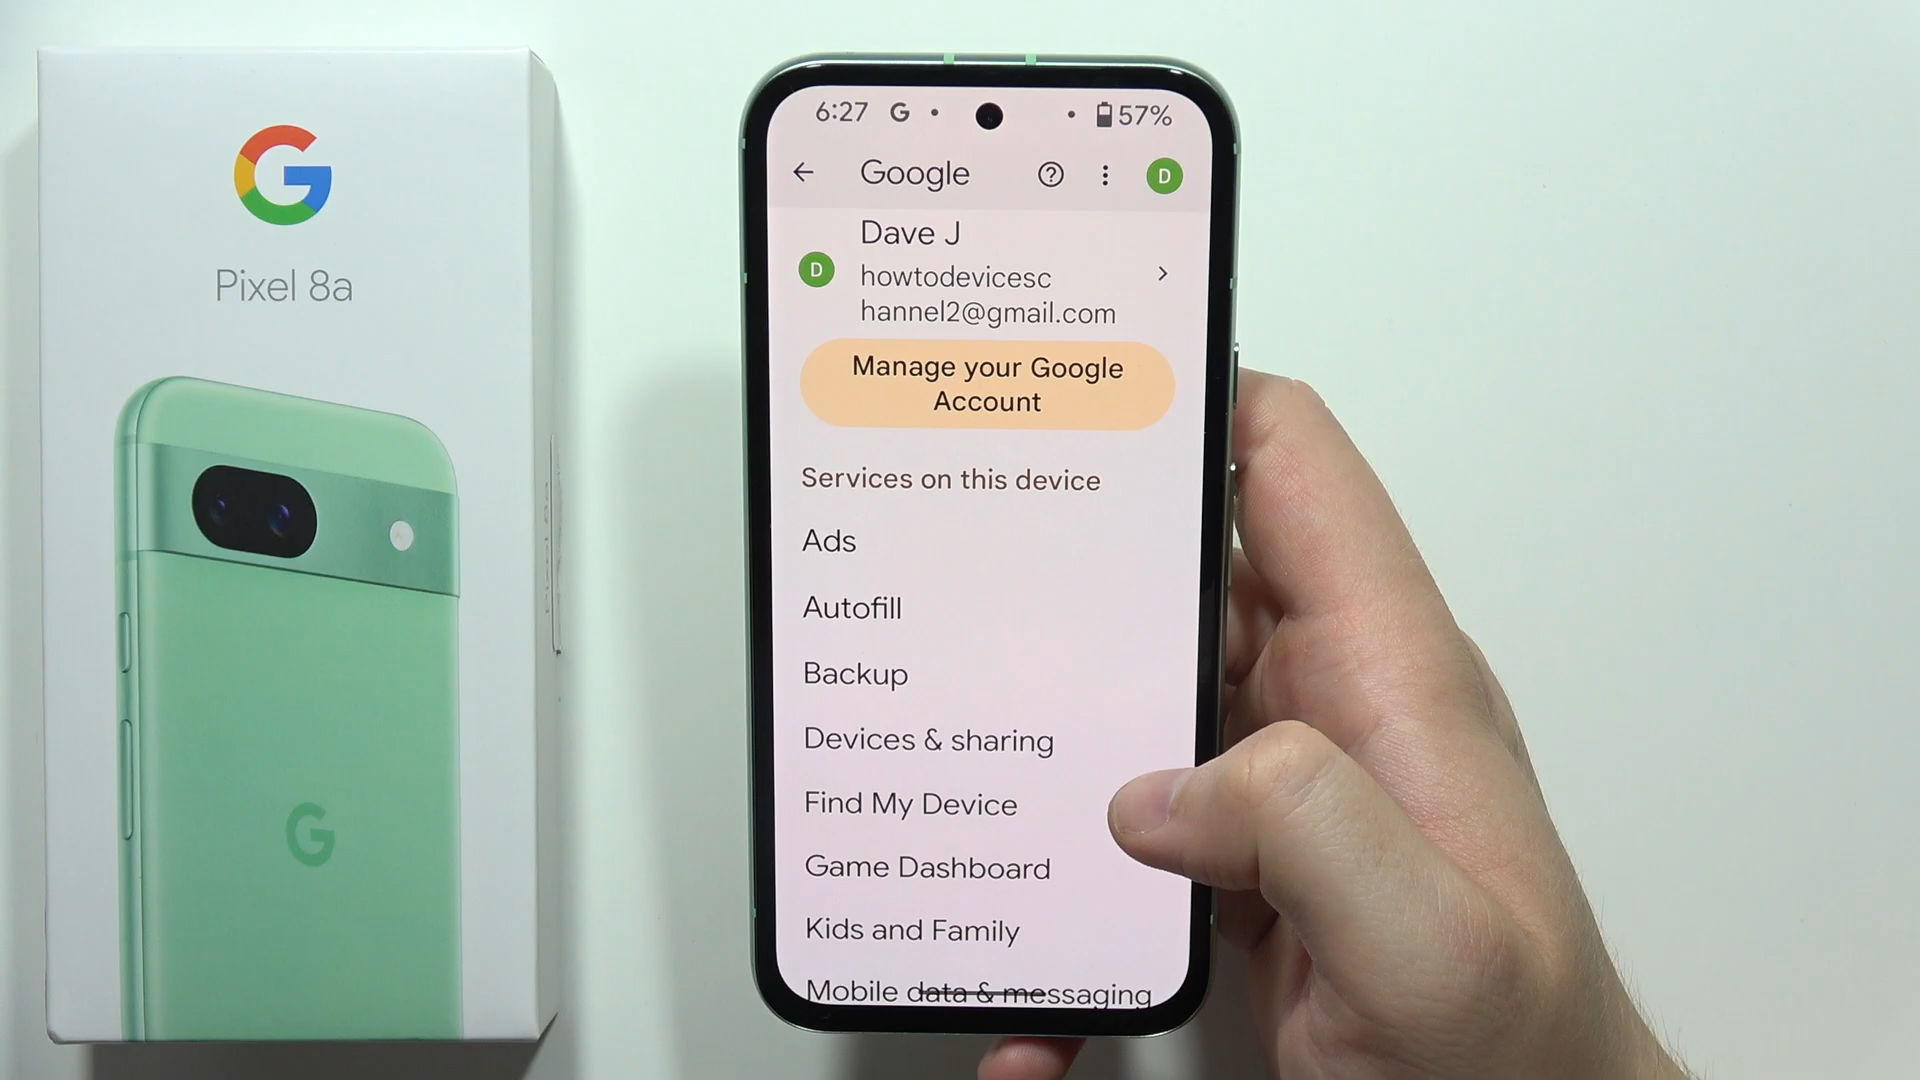 Pixel 8a
6:27 G
57%
Google
D
Dave J
D
howtodevicesc
hannel2@gmail.com
Manage your Google
Account
Services on this device
Ads
Autofill
Backup
Devices & sharing
Find My Device
Game Dashboard
Kids and Family
Mobile data & messaging